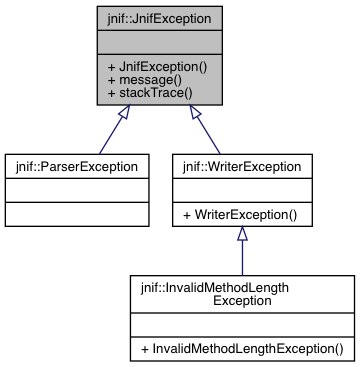 jnif::JnifException
+ JnifException()
+ message()
+ stackTrace()
jnif::ParserException
jnif::WriterException
+ WriterException()
jnif::InvalidMethodLength
Exception
+ InvalidMethodLengthException()